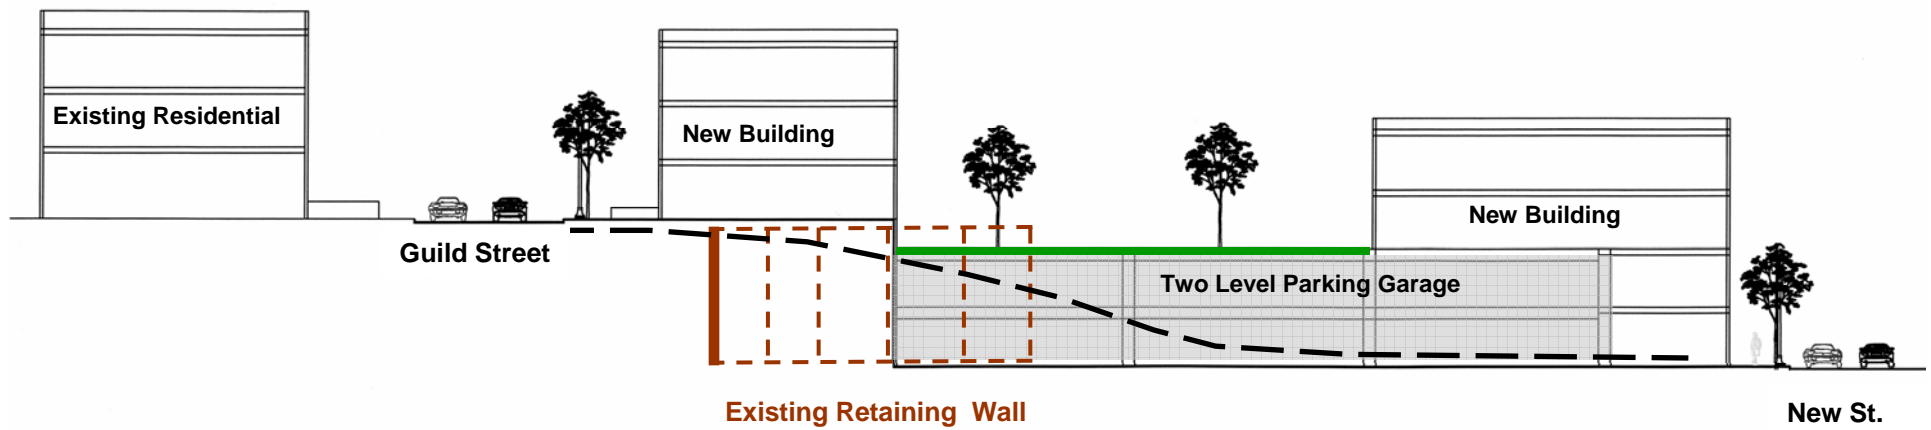 Existing Residential
New Building
New Building
Guild Street
Two Level Parking Garage
Existing Retaining Wall
New St.